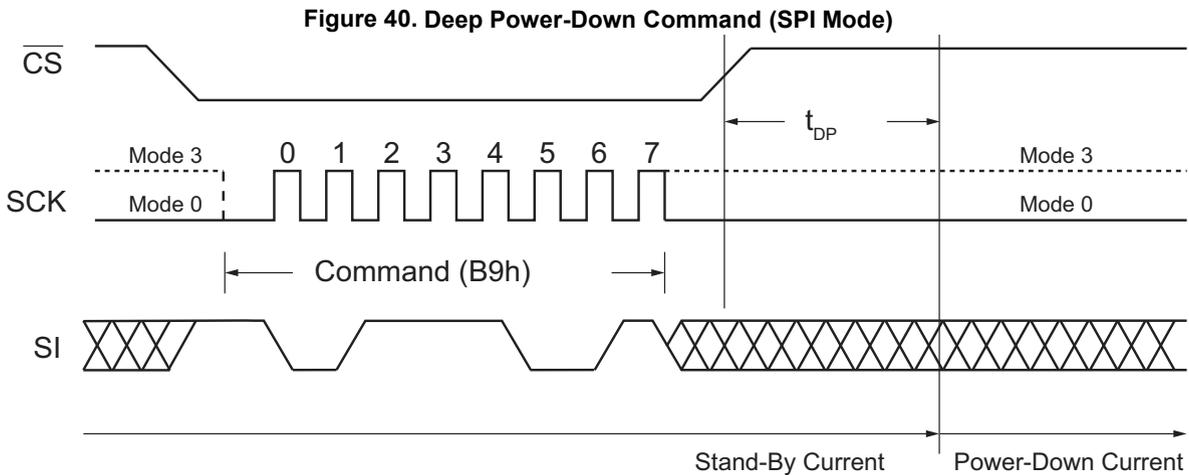 Figure 40. Deep Power-Down Command (SPI Mode)
CS
t_DP
Mode 3
0 1 2 3 4 5 6 7
Mode 3
SCK
Mode 0
Mode 0
Command (B9h)
SI
Stand-By Current
Power-Down Current